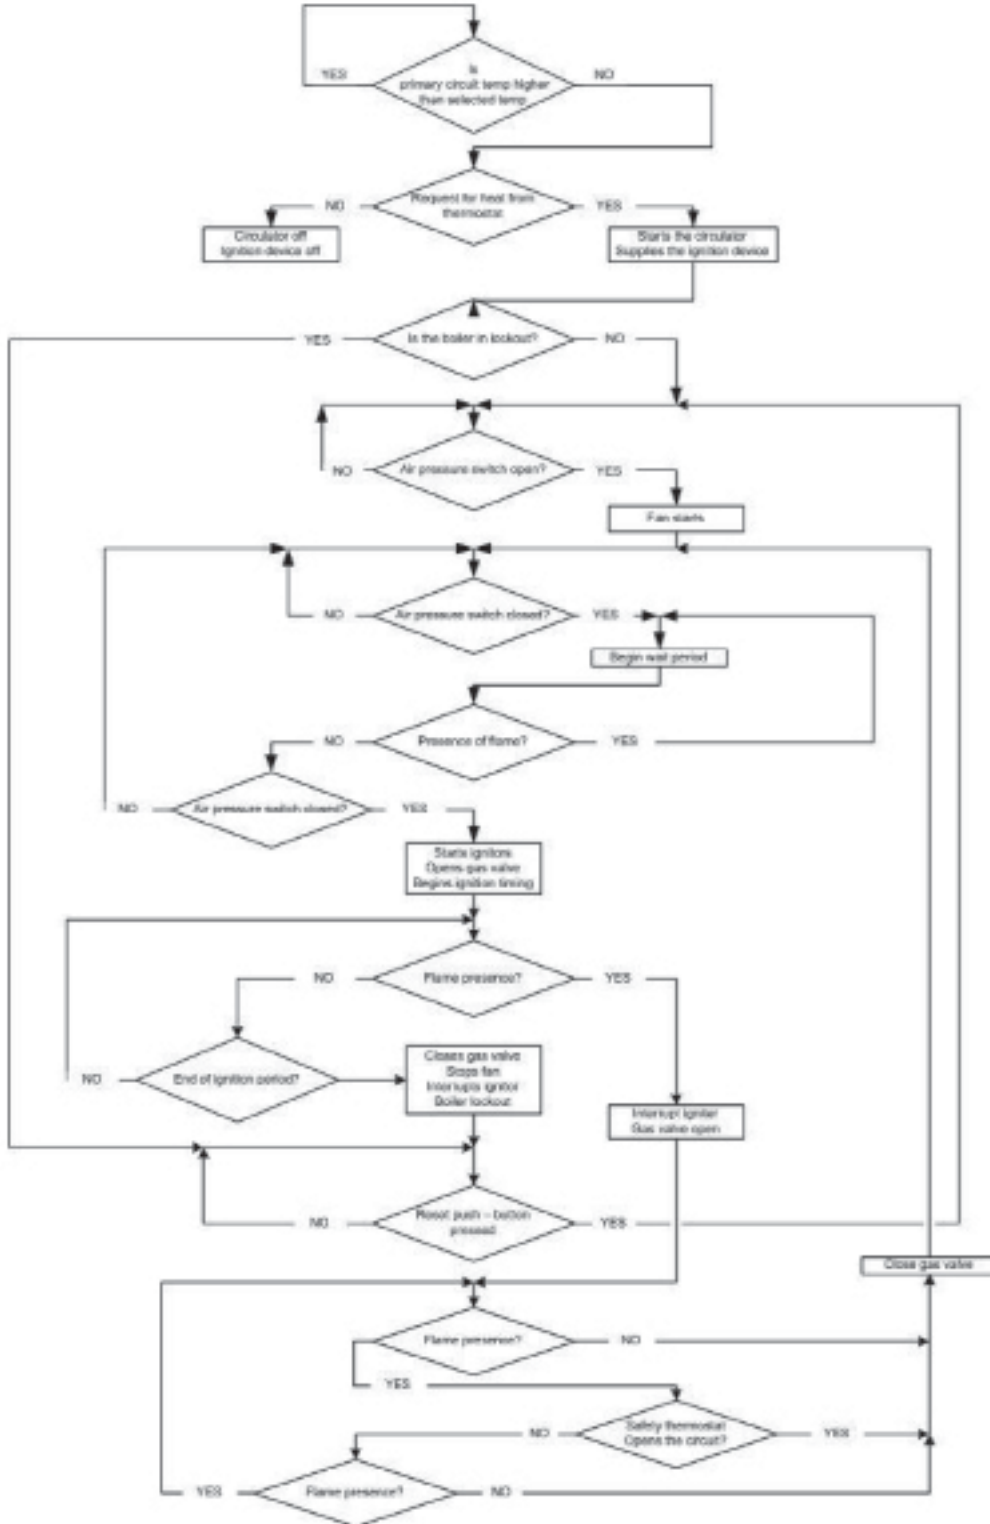 Is
primary circuit temp higher
than selected temp
YES
NO
Request for heat from
thermostat
NO
YES
Circulator off
Ignition device off
Starts the circulator
Supplies the ignition device
YES
Is the boiler in lockout?
NO
NO
Air pressure switch open?
YES
Fan starts
NO
Air pressure switch closed?
YES
Begin wait period
NO
Presence of flame?
YES
NO
Air pressure switch closed?
YES
Starts ignitors
Opens gas valve
Begins ignition timing
NO
Flame presence?
YES
NO
End of ignition period?
Closes gas valve
Stops fan
Interrupts ignitor
Boiler lockout
Interrupt igniter
Gas valve open
NO
Reset push – button
pressed
YES
Close gas valve
Flame presence?
NO
YES
NO
Safety thermostat
Opens the circuit?
YES
YES
Flame presence?
NO